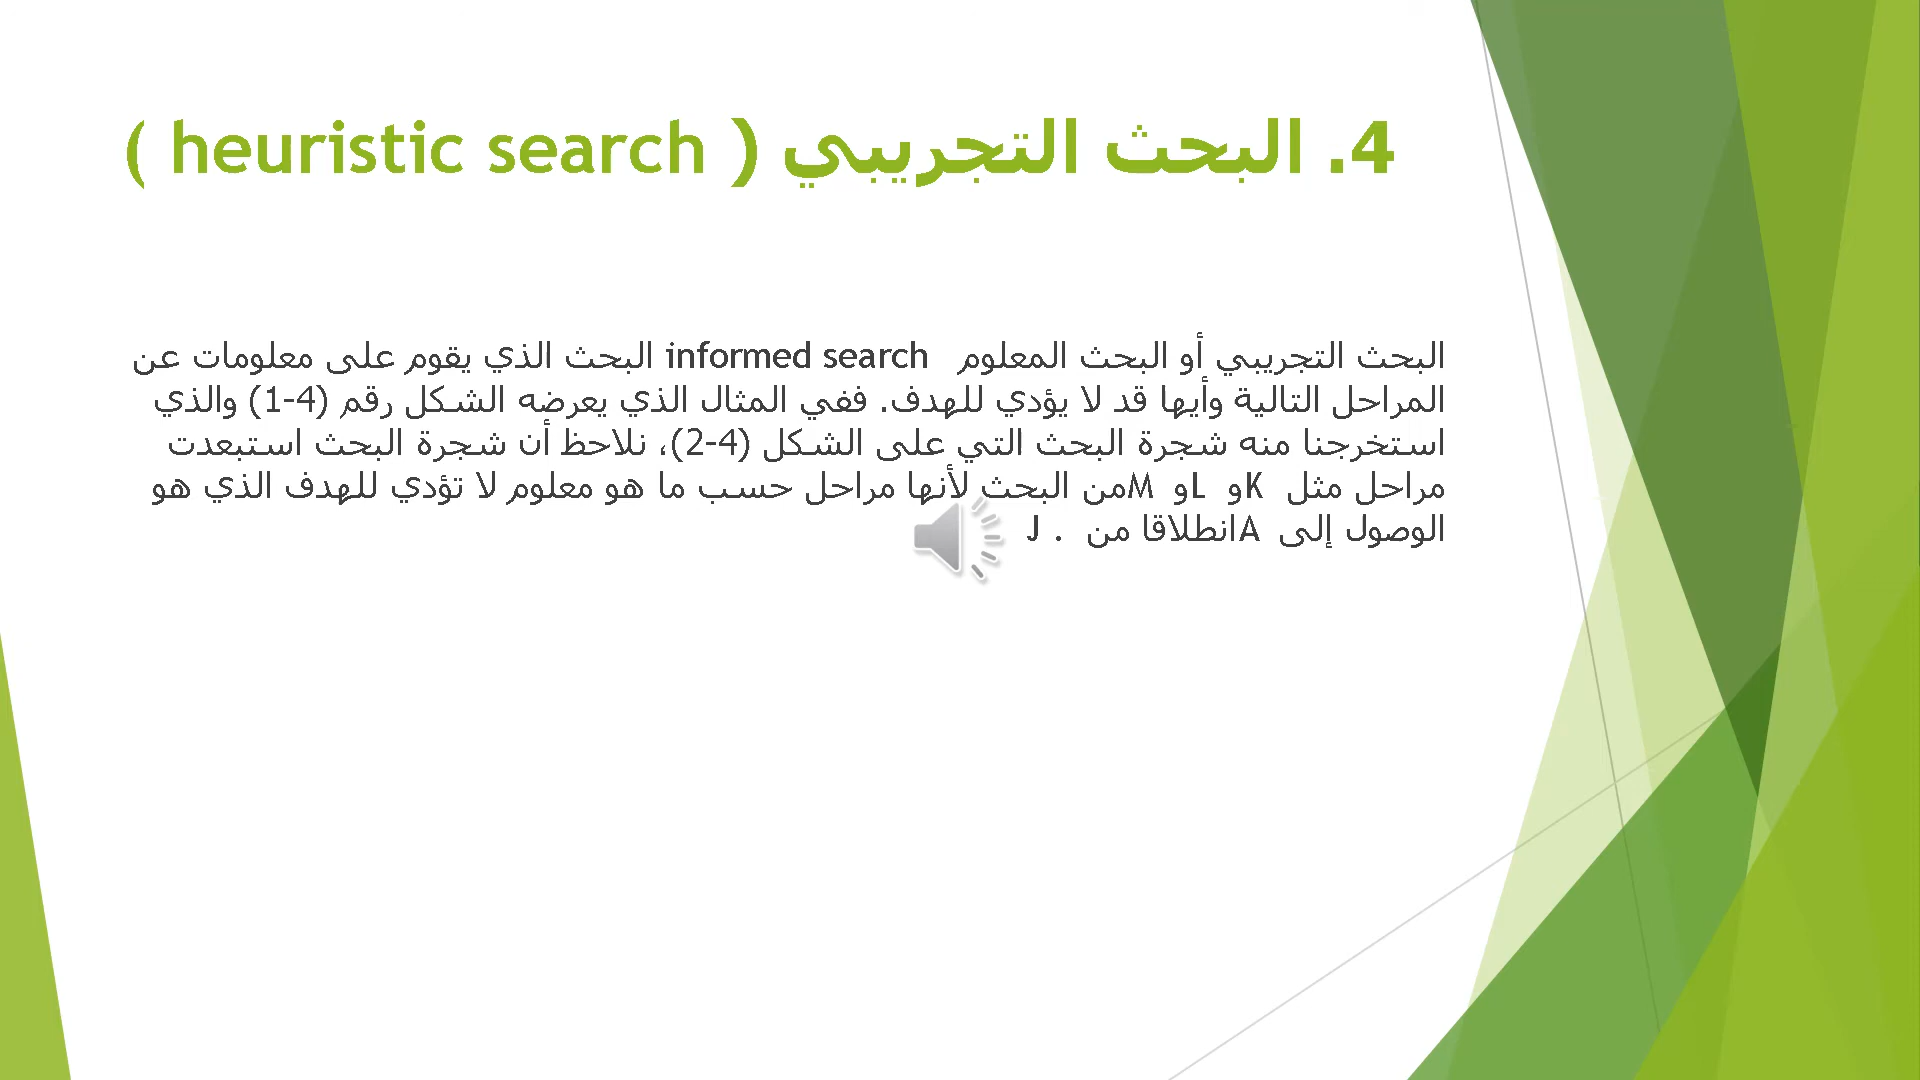 4. البحث التجريبي ( heuristic search )
البحث التجريبي أو البحث المعلوم informed search البحث الذي يقوم على معلومات عن
المراحل التالية وأيها قد لا يؤدي للهدف. ففي المثال الذي يعرضه الشكل رقم (4-1) والذي
استخرجنا منه شجرة البحث التي على الشكل (4-2)، نلاحظ أن شجرة البحث استبعدت
مراحل مثل Kو Lو Mمن البحث لأنها مراحل حسب ما هو معلوم لا تؤدي للهدف الذي هو
الوصول إلى Aانطلاقا من . J